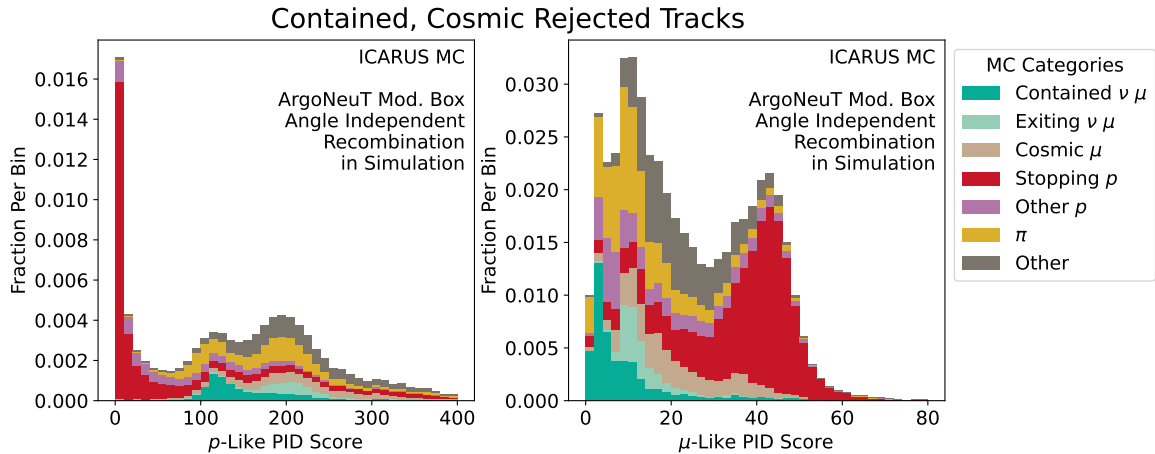 Contained, Cosmic Rejected Tracks
Fraction Per Bin
0.016
0.014
0.012
0.010
0.008
0.006
0.004
0.002
0.000
ICARUS MC
ArgoNeuT Mod. Box
Angle Independent
Recombination
in Simulation
0 100 200 300 400
p-Like PID Score
Fraction Per Bin
0.030
0.025
0.020
0.015
0.010
0.005
0.000
ICARUS MC
ArgoNeuT Mod. Box
Angle Independent
Recombination
in Simulation
0 20 40 60 80
μ-Like PID Score
MC Categories
Contained ν μ
Exiting ν μ
Cosmic μ
Stopping p
Other p
π
Other